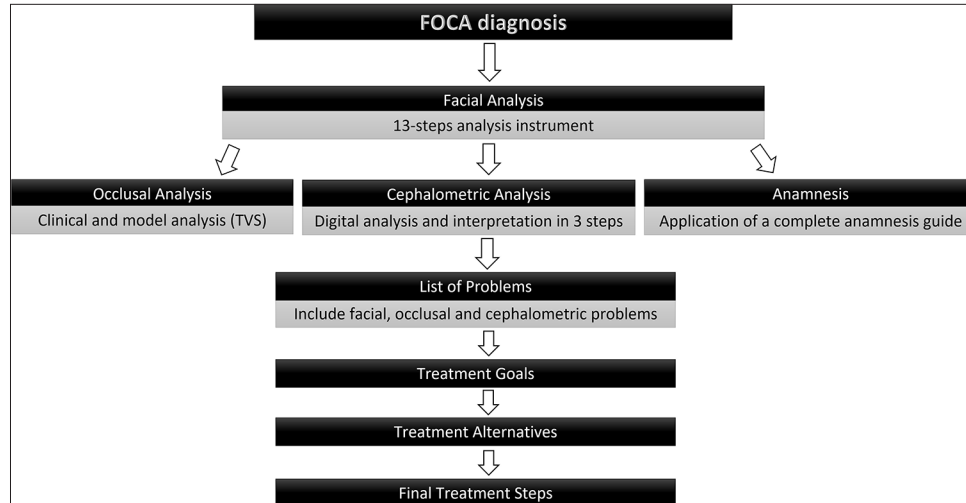 FOCA diagnosis
Facial Analysis
13-steps analysis instrument
Occlusal Analysis
Clinical and model analysis (TVS)
Cephalometric Analysis
Digital analysis and interpretation in 3 steps
Anamnesis
Application of a complete anamnesis guide
List of Problems
Include facial, occlusal and cephalometric problems
Treatment Goals
Treatment Alternatives
Final Treatment Steps